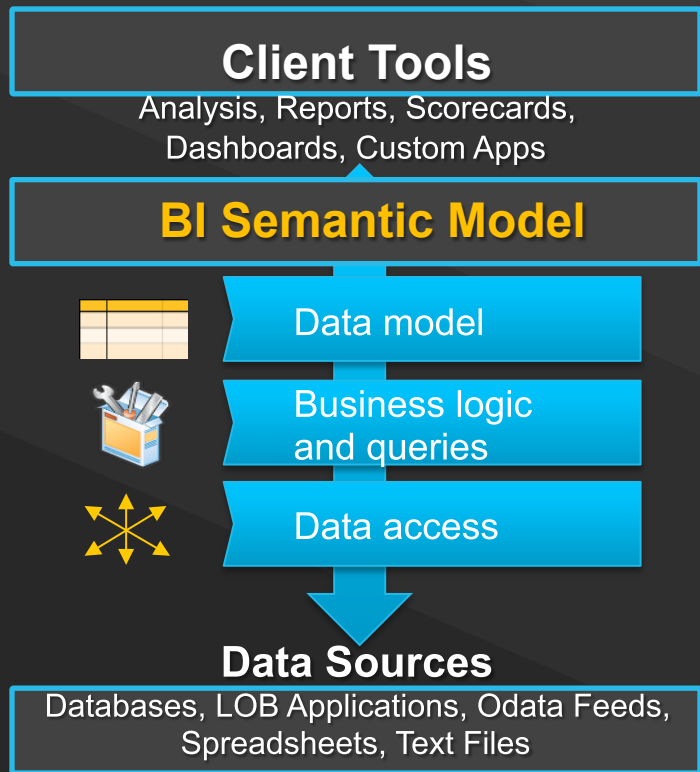 Client Tools
Analysis, Reports, Scorecards,
Dashboards, Custom Apps
BI Semantic Model
Data model
Business logic
and queries
Data access
Data Sources
Databases, LOB Applications, Odata Feeds,
Spreadsheets, Text Files